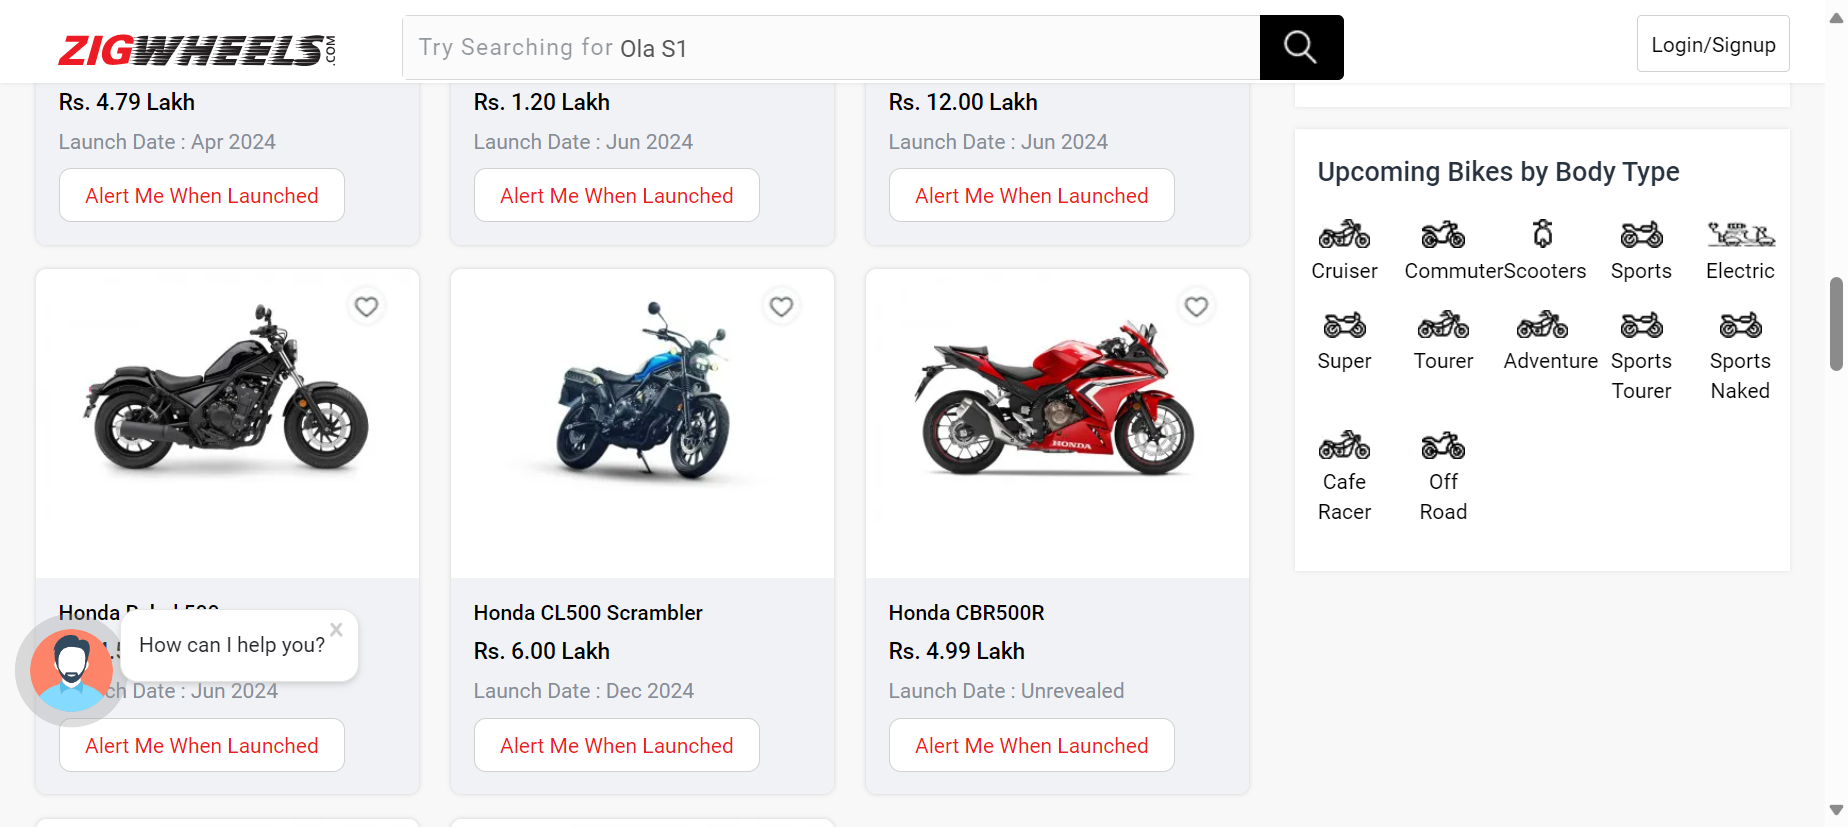 ZIGWHEELS.COM
Try Searching for Ola S1
Login/Signup
Rs. 4.79 Lakh
Launch Date : Apr 2024
Alert Me When Launched
Rs. 1.20 Lakh
Launch Date : Jun 2024
Alert Me When Launched
Rs. 12.00 Lakh
Launch Date : Jun 2024
Alert Me When Launched
Honda
Date : Jun 2024
Alert Me When Launched
How can I help you?
Honda CL500 Scrambler
Rs. 6.00 Lakh
Launch Date : Dec 2024
Alert Me When Launched
HONDA
Honda CBR500R
Rs. 4.99 Lakh
Launch Date : Unrevealed
Alert Me When Launched
Upcoming Bikes by Body Type
Cruiser
Commuter
Scooters
Sports
Electric
Super
Tourer
Adventure
Sports
Tourer
Sports
Naked
Cafe
Racer
Off
Road